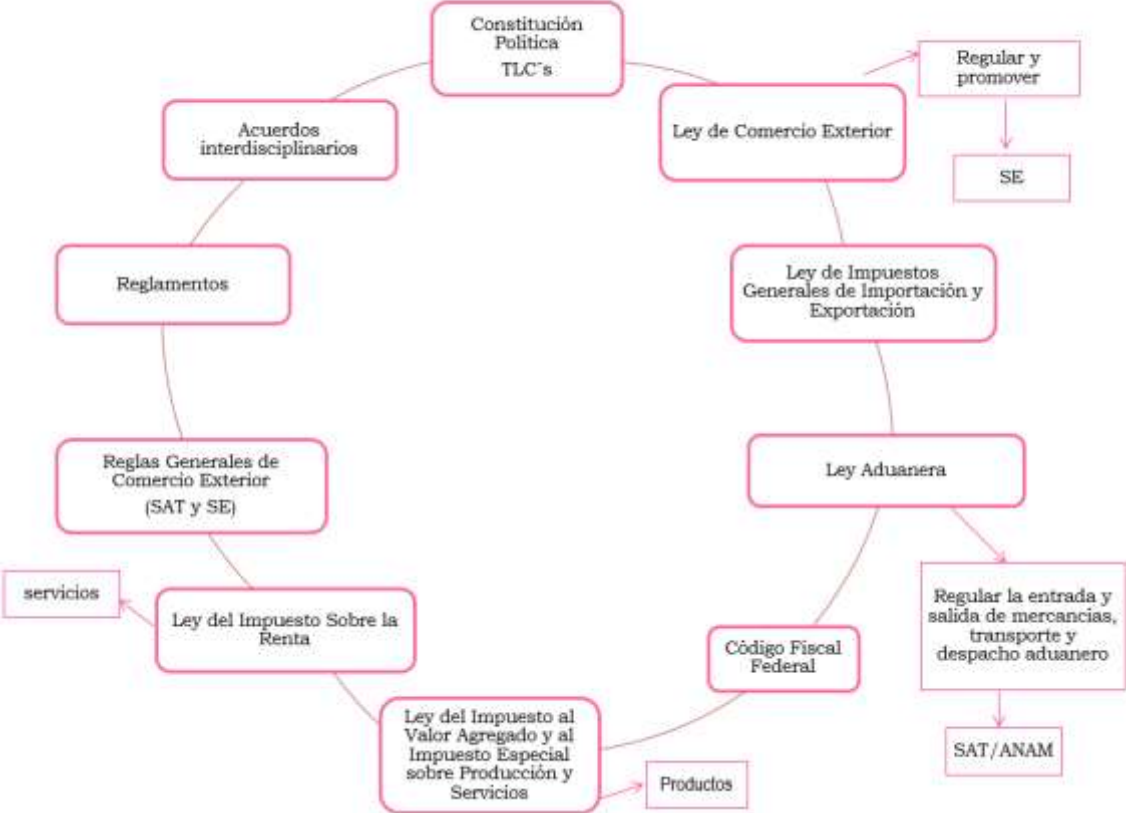 Constitución
Política
TLC´s
Regular y
promover
SE
Ley de Comercio Exterior
Acuerdos
interdisciplinarios
Ley de Impuestos
Generales de Importación y
Exportación
Reglamentos
Ley Aduanera
Reglas Generales de
Comercio Exterior
(SAT y SE)
Regular la entrada y
salida de mercancias,
transporte y
despacho aduanero
SAT/ANAM
servicios
Ley del Impuesto Sobre la
Renta
Código Fiscal
Federal
Ley del Impuesto al
Valor Agregado y al
Impuesto Especial
sobre Producción y
Servicios
Productos